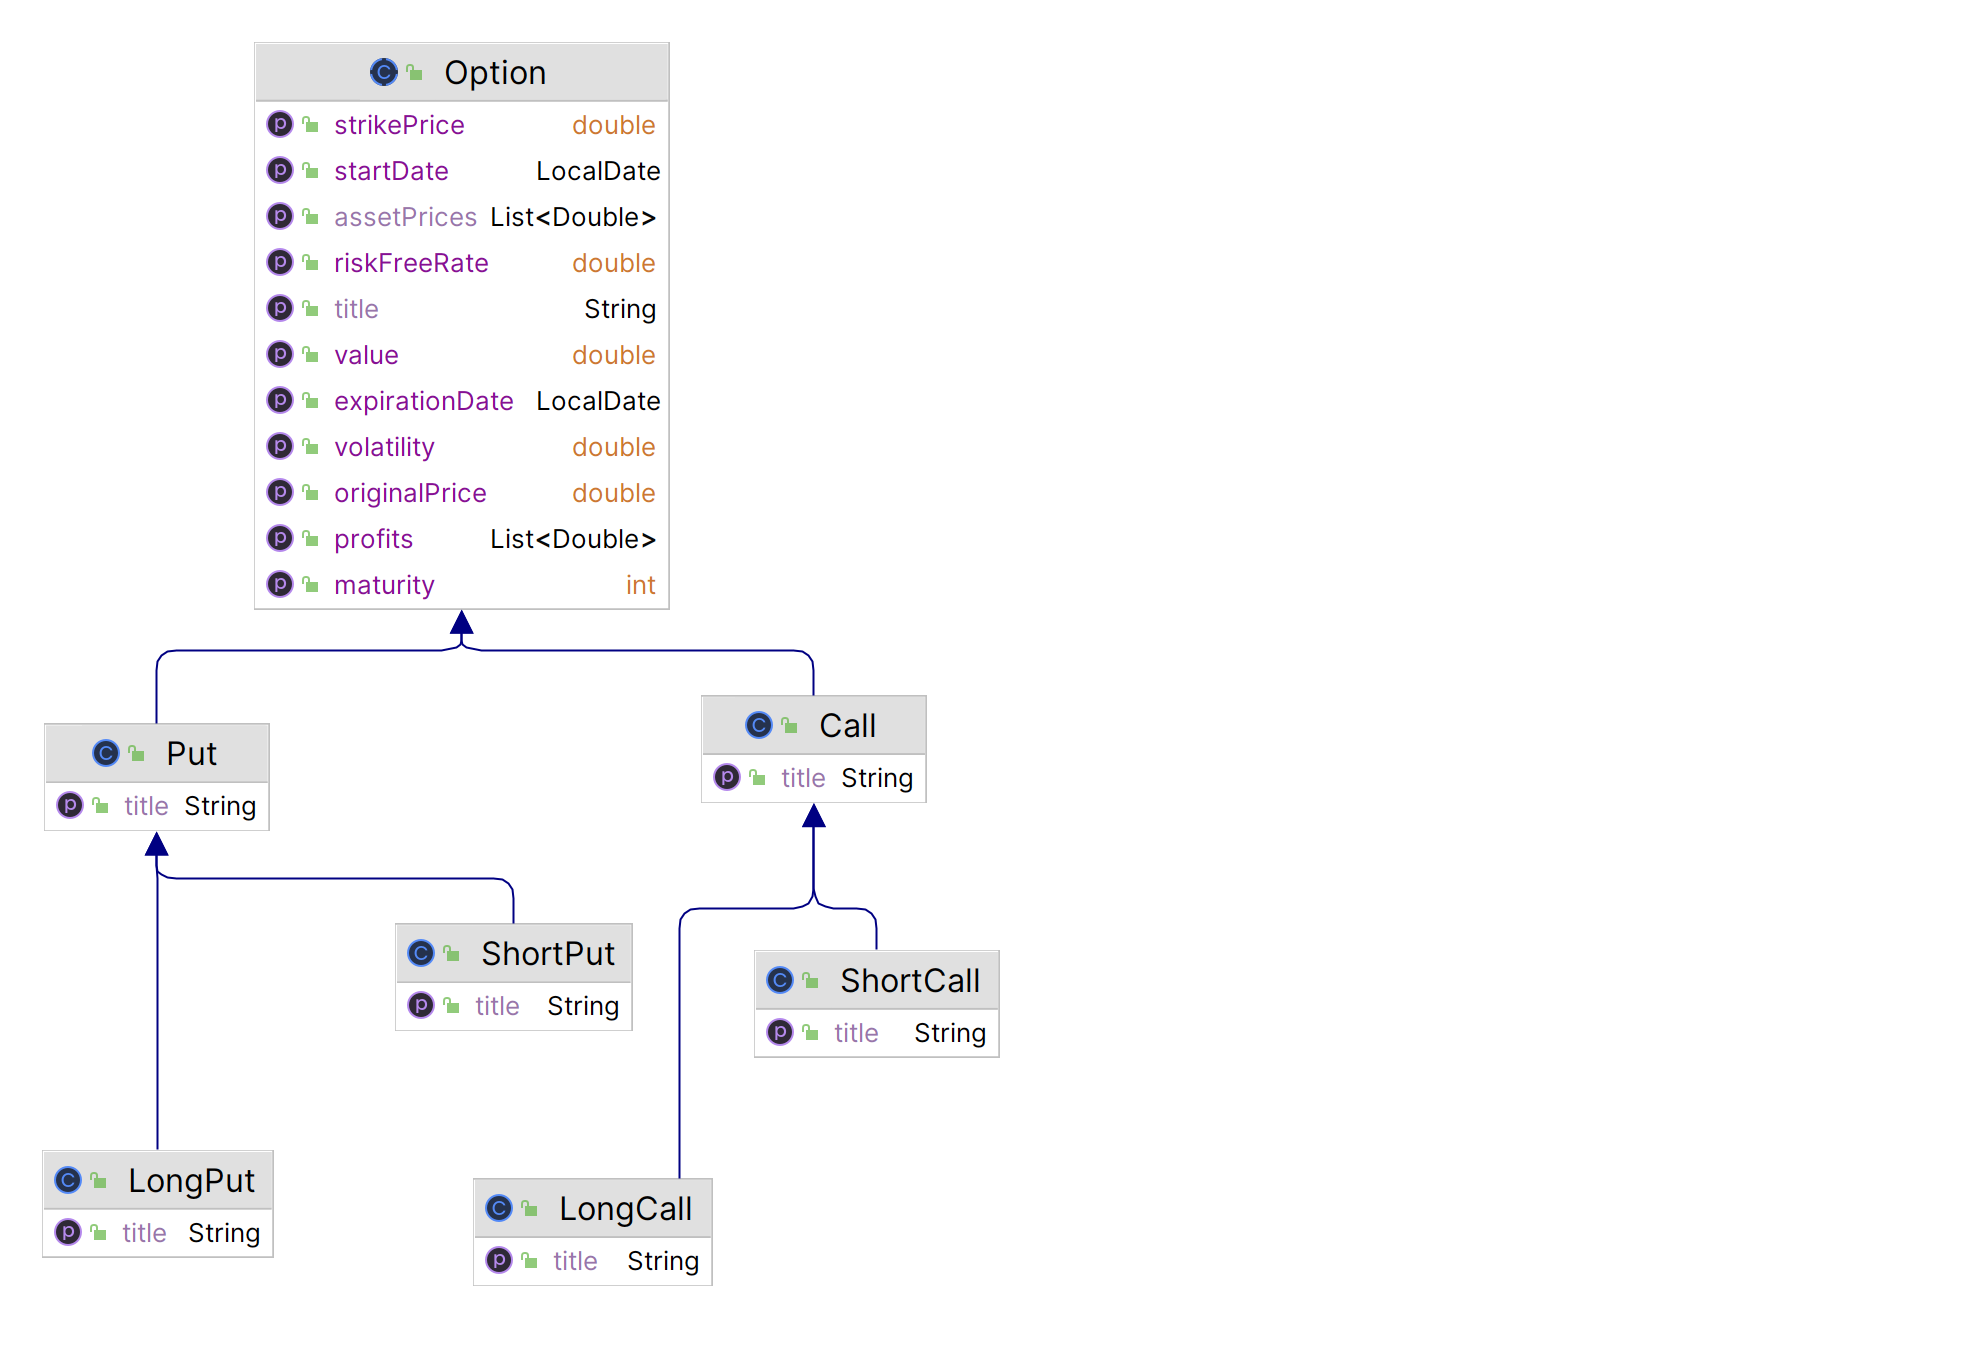 Option
strikePrice double
startDate LocalDate
assetPrices List<Double>
riskFreeRate double
title String
value double
expirationDate LocalDate
volatility double
originalPrice double
profits List<Double>
maturity int
Put
title String
Call
title String
ShortPut
title String
ShortCall
title String
LongPut
title String
LongCall
title String